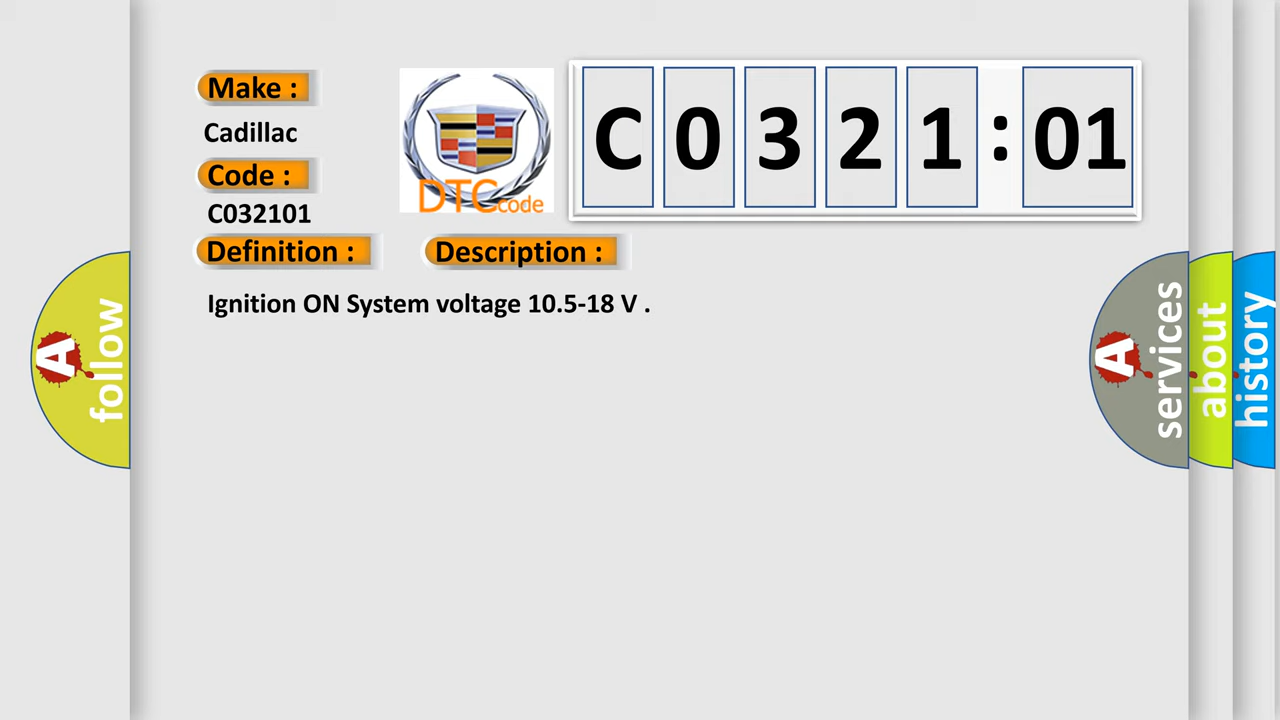 Make :
Cadillac
Code :
C032101
Definition :
Description :
Ignition ON System voltage 10.5-18 V .
DTC code
C 0 3 2 1 : 01
A follow
A services
about
history